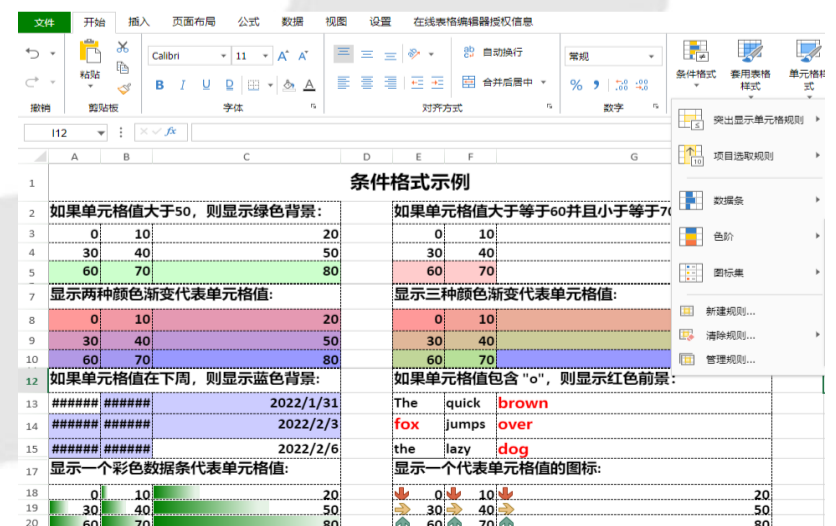 文件 开始 插入 页面布局 公式 数据 视图 设置 在线表格编辑器授权信息
Calibri 11 A A 自动换行 常规
粘贴 B I U D A 合并后居中 % 条件格式 套用表格样式 单元格样式
撤销 剪贴板 字体 对齐方式 数字
突出显示单元格规则
项目选取规则
数据条
色阶
图标集
新建规则...
清除规则...
管理规则...
I12 fx
A B C D E F G
1 条件格式示例
2 如果单元格值大于50，则显示绿色背景: 如果单元格值大于等于60并且小于等于70
3 0 10 20 0 10
4 30 40 50 30 40
5 60 70 80 60 70
7 显示两种颜色渐变代表单元格值: 显示三种颜色渐变代表单元格值:
8 0 10 20 0 10
9 30 40 50 30 40
10 60 70 80 60 70
12 如果单元格值在下周，则显示蓝色背景: 如果单元格值包含 "o"，则显示红色前景:
13 ###### ###### 2022/1/31 The quick brown
14 ###### ###### 2022/2/3 fox jumps over
15 ###### ###### 2022/2/6 the lazy dog
17 显示一个彩色数据条代表单元格值: 显示一个代表单元格值的图标:
18 0 10 20 0 10 20
19 30 40 50 30 40 50
20 60 70 80 60 70 80